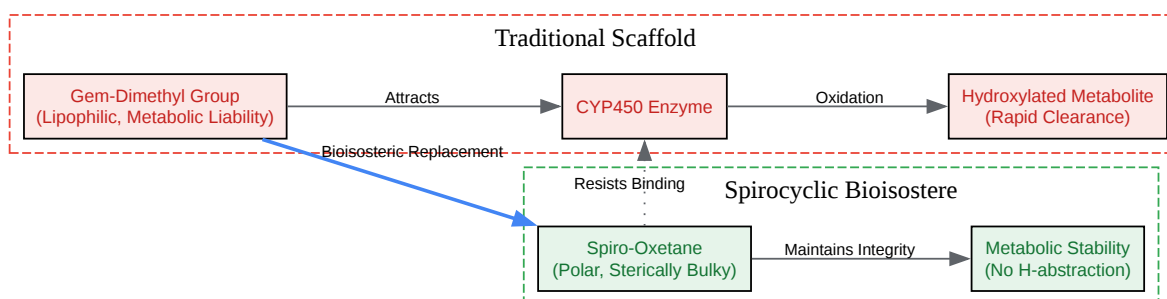 Traditional Scaffold
Gem-Dimethyl Group
(Lipophilic, Metabolic Liability)
Attracts
CYP450 Enzyme
Oxidation
Hydroxylated Metabolite
(Rapid Clearance)
Bioisosteric Replacement
Resists Binding
Spirocyclic Bioisostere
Spiro-Oxetane
(Polar, Sterically Bulky)
Maintains Integrity
Metabolic Stability
(No H-abstraction)